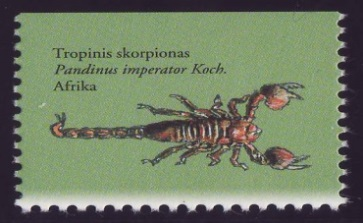 Tropinis skorpionas
Pandinus imperator Koch.
Afrika